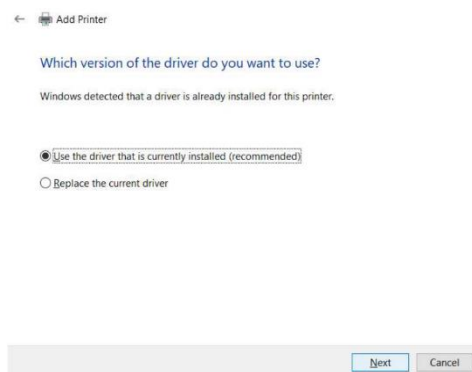 Add Printer
Which version of the driver do you want to use?
Windows detected that a driver is already installed for this printer.
Use the driver that is currently installed (recommended)
Replace the current driver
Next
Cancel